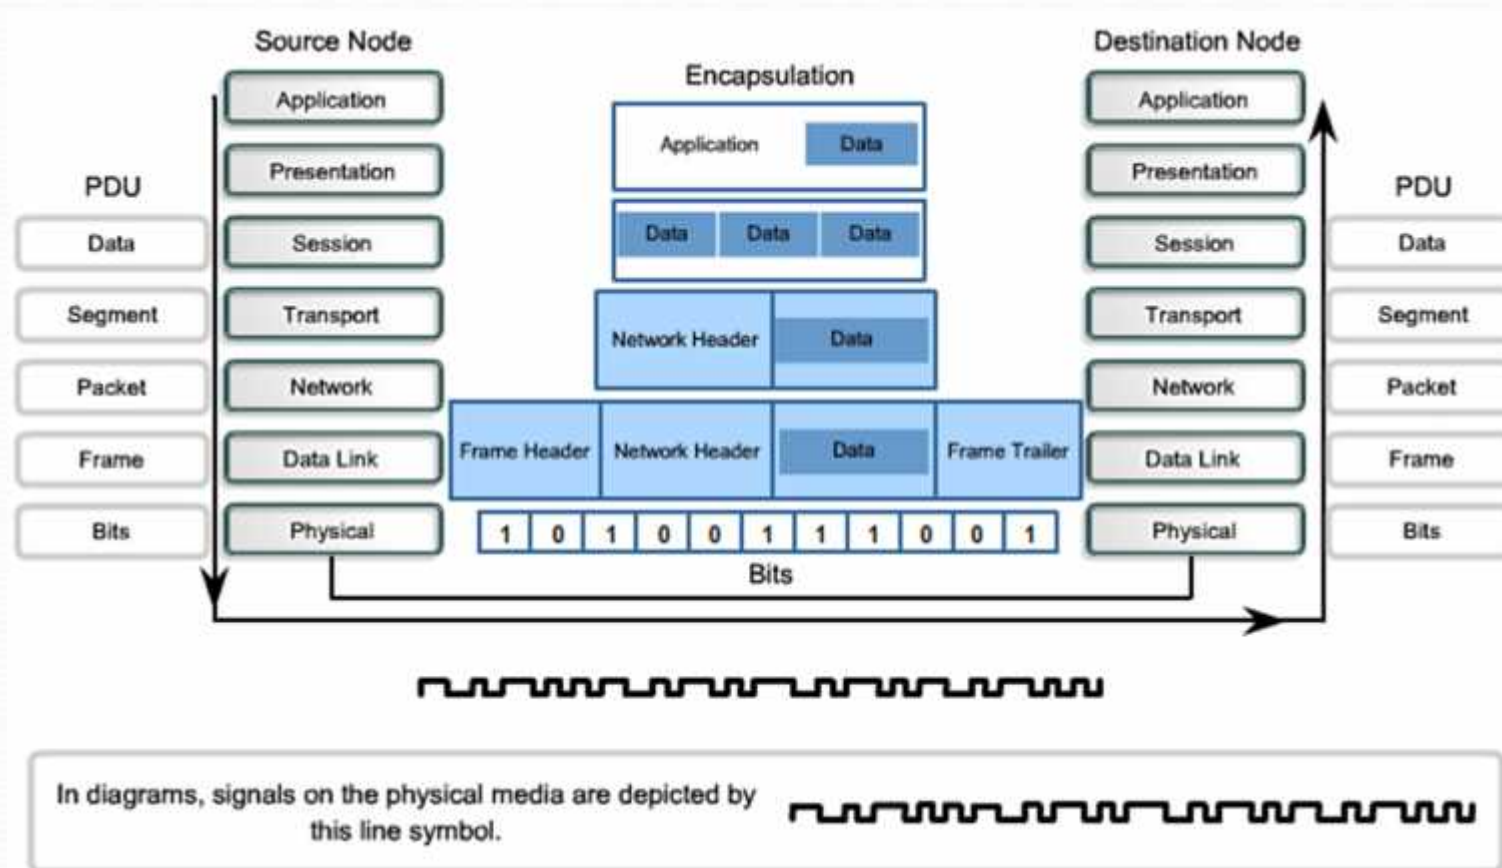 Source Node
Destination Node
Encapsulation
Application
Application
Data
Application
PDU
Presentation
Presentation
PDU
Data
Session
Data
Data
Data
Session
Data
Segment
Transport
Network Header
Data
Transport
Segment
Packet
Network
Network
Packet
Frame
Data Link
Frame Header
Network Header
Data
Frame Trailer
Data Link
Frame
Bits
Physical
1 0 1 0 0 1 1 1 0 0 1
Physical
Bits
Bits
In diagrams, signals on the physical media are depicted by
this line symbol.